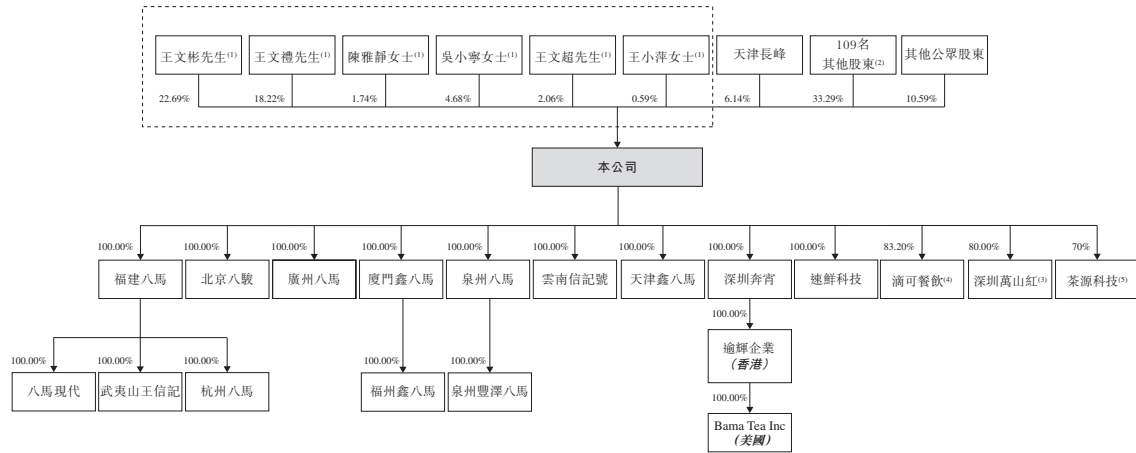 王文彬先生(1)
王文禮先生(1)
陳雅靜女士(1)
吳小寧女士(1)
王文超先生(1)
王小萍女士(1)
天津長峰
109名
其他股東(2)
其他公眾股東
22.69%
18.22%
1.74%
4.68%
2.06%
0.59%
6.14%
33.29%
10.59%
本公司
100.00%
100.00%
100.00%
100.00%
100.00%
100.00%
100.00%
100.00%
100.00%
83.20%
80.00%
70%
福建八馬
北京八駿
廣州八馬
廈門鑫八馬
泉州八馬
雲南信記號
天津鑫八馬
深圳奔宵
速鮮科技
滴可餐飲(4)
深圳萬山紅(3)
茶源科技(5)
100.00%
100.00%
100.00%
100.00%
100.00%
100.00%
八馬現代
武夷山王信記
杭州八馬
福州鑫八馬
泉州豐澤八馬
逾輝企業
(香港)
100.00%
Bama Tea Inc
(美國)